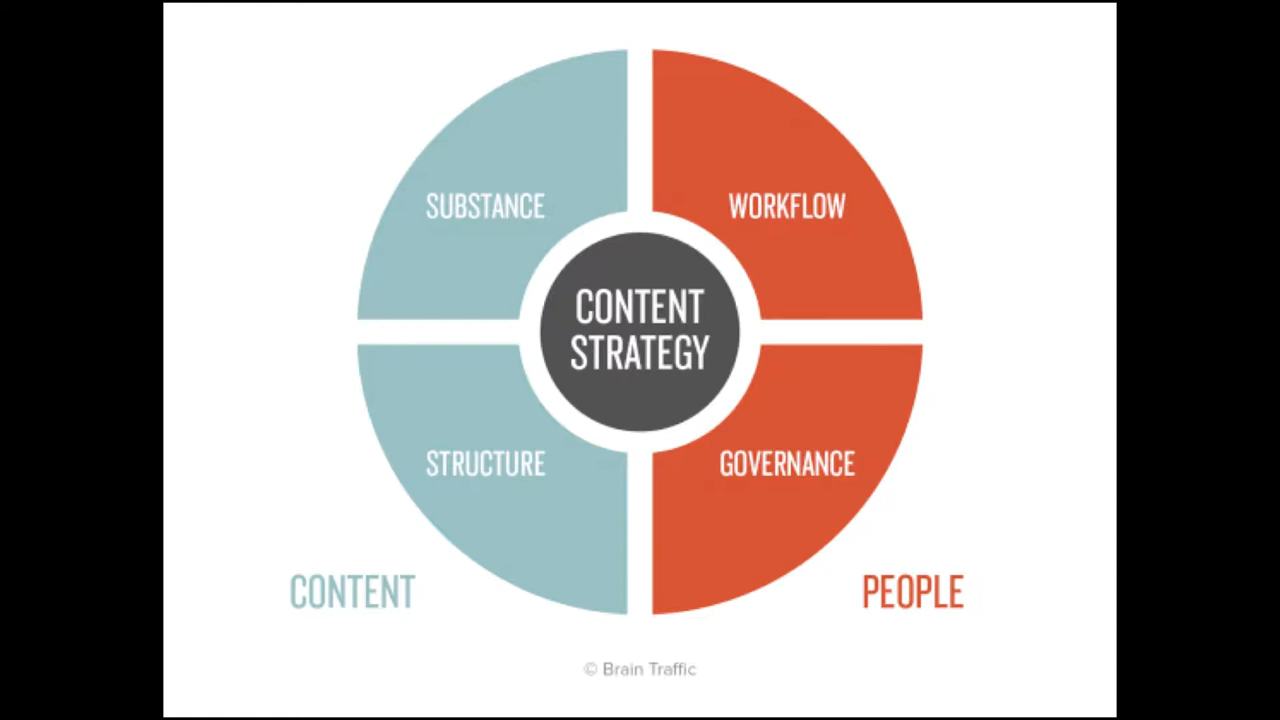 SUBSTANCE
WORKFLOW
CONTENT
STRATEGY
STRUCTURE
GOVERNANCE
CONTENT
PEOPLE
© Brain Traffic